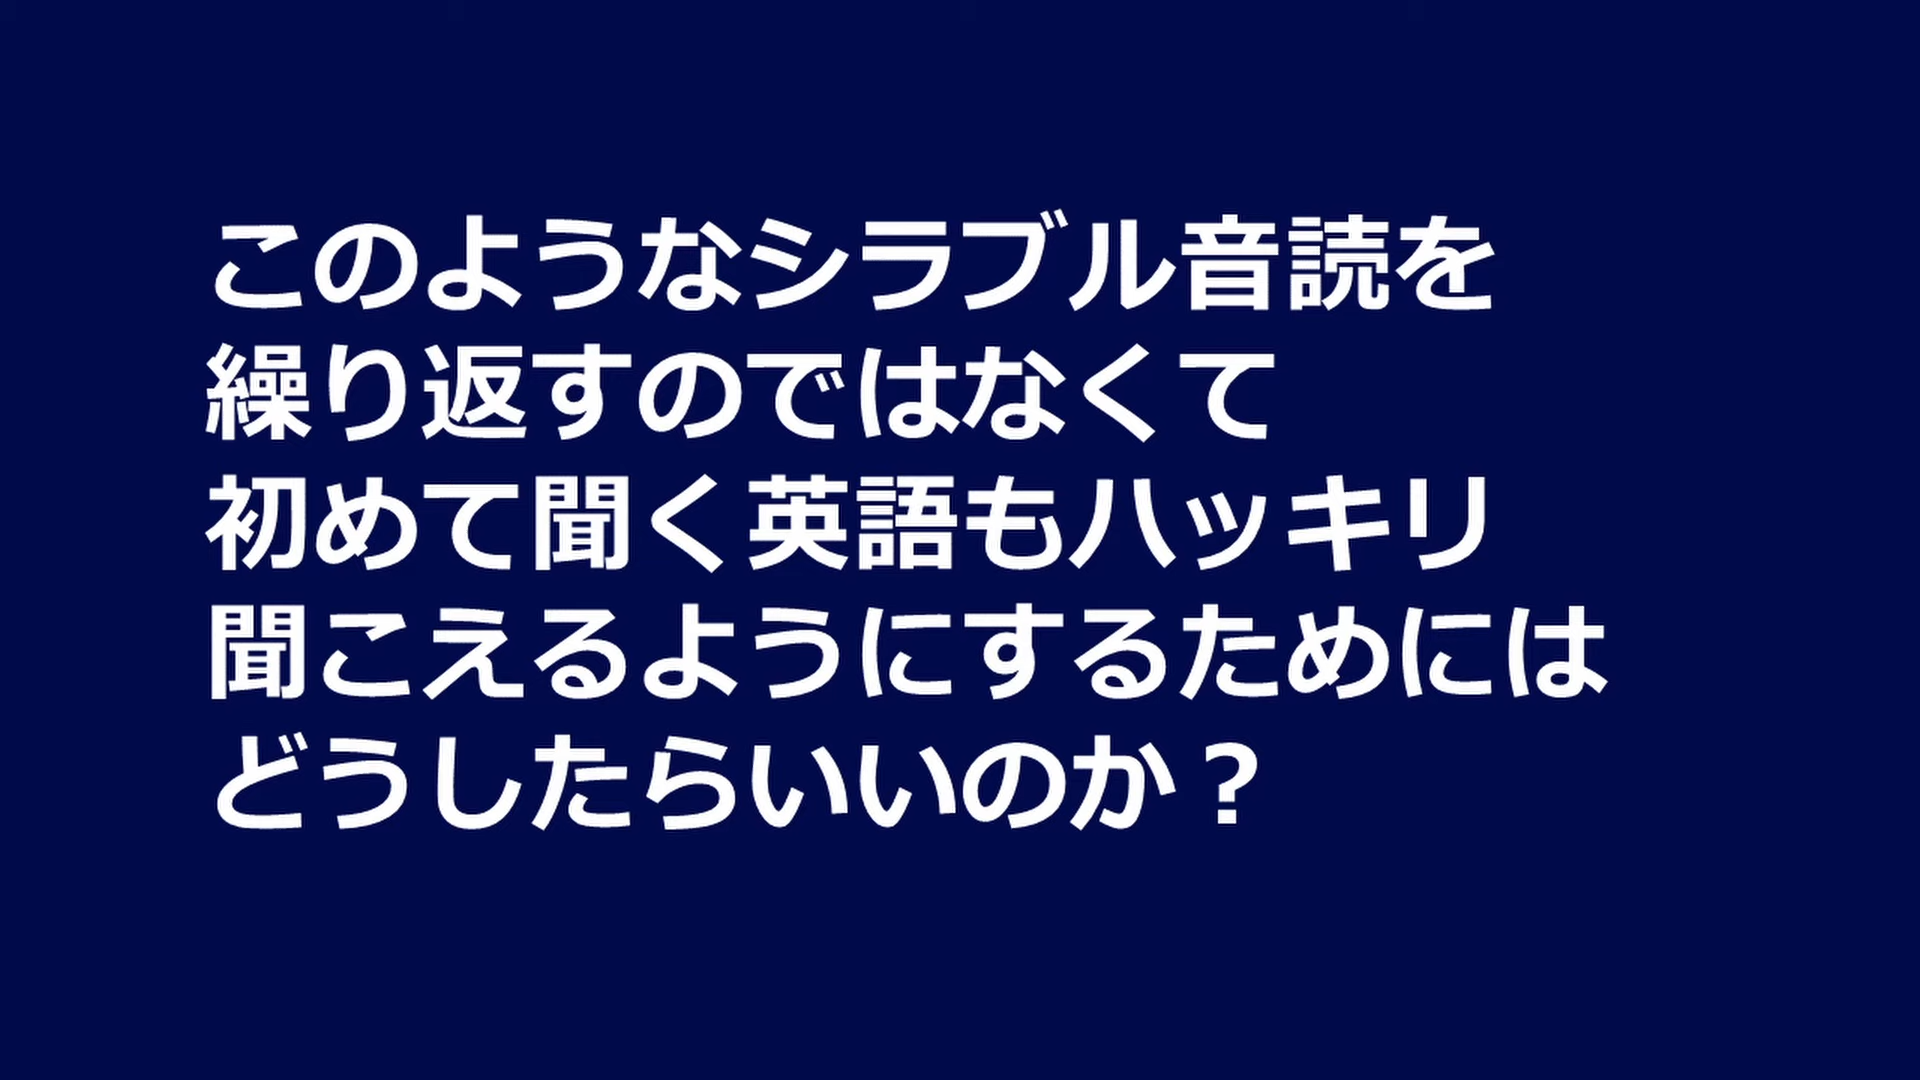 このようなシラブル音読を
繰り返すのではなくて
初めて聞く英語もハッキリ
聞こえるようにするためには
どうしたらいいのか？